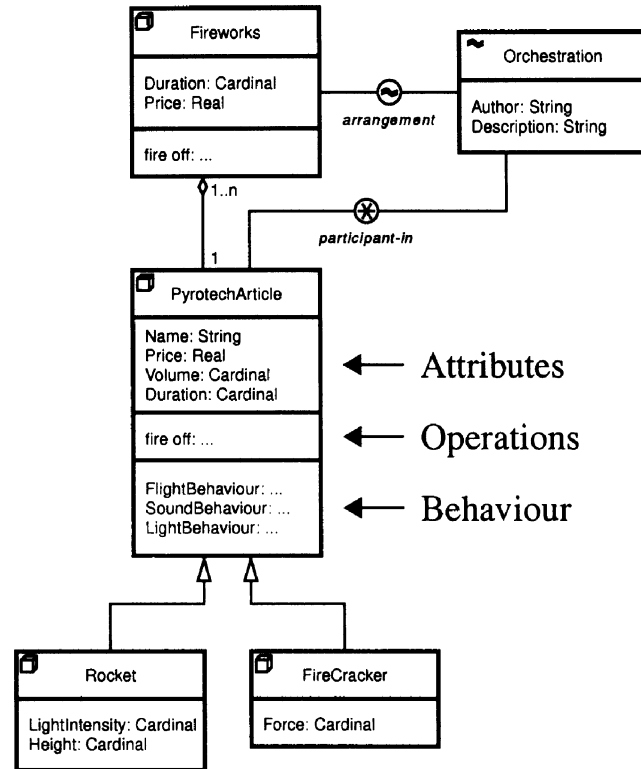 Fireworks
Duration: Cardinal
Price: Real
fire off: ...
Orchestration
Author: String
Description: String
arrangement
1..n
participant-in
1
PyrotechArticle
Name: String
Price: Real
Volume: Cardinal
Duration: Cardinal
Attributes
fire off: ...
Operations
FlightBehaviour: ...
SoundBehaviour: ...
LightBehaviour: ...
Behaviour
Rocket
LightIntensity: Cardinal
Height: Cardinal
FireCracker
Force: Cardinal